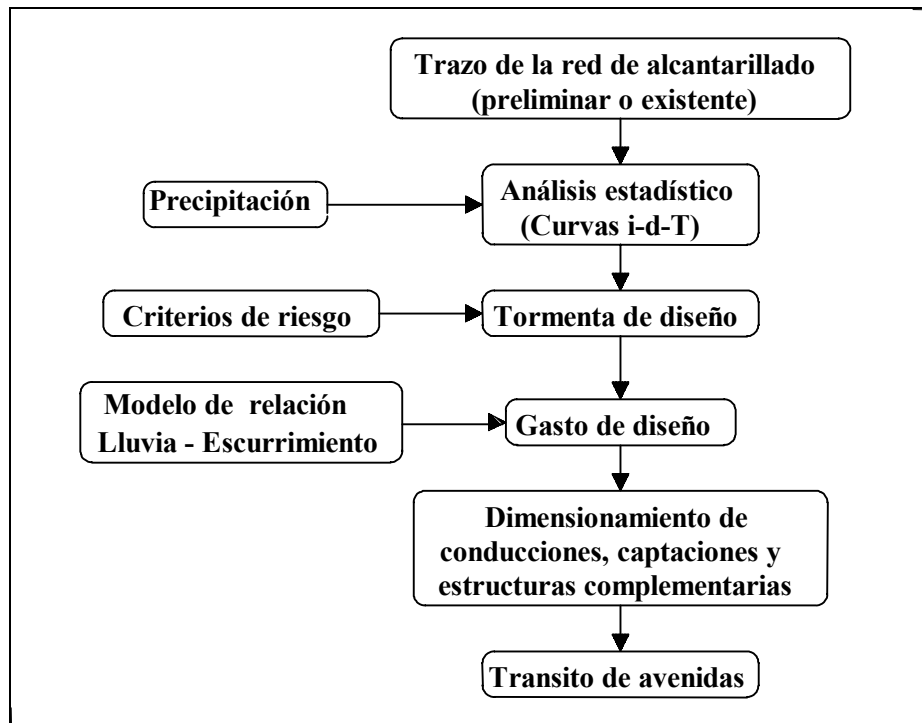 Trazo de la red de alcantarillado
(preliminar o existente)
Precipitación
Análisis estadístico
(Curvas i-d-T)
Criterios de riesgo
Tormenta de diseño
Modelo de relación
Lluvia - Escurrimiento
Gasto de diseño
Dimensionamiento de
conducciones, captaciones y
estructuras complementarias
Transito de avenidas